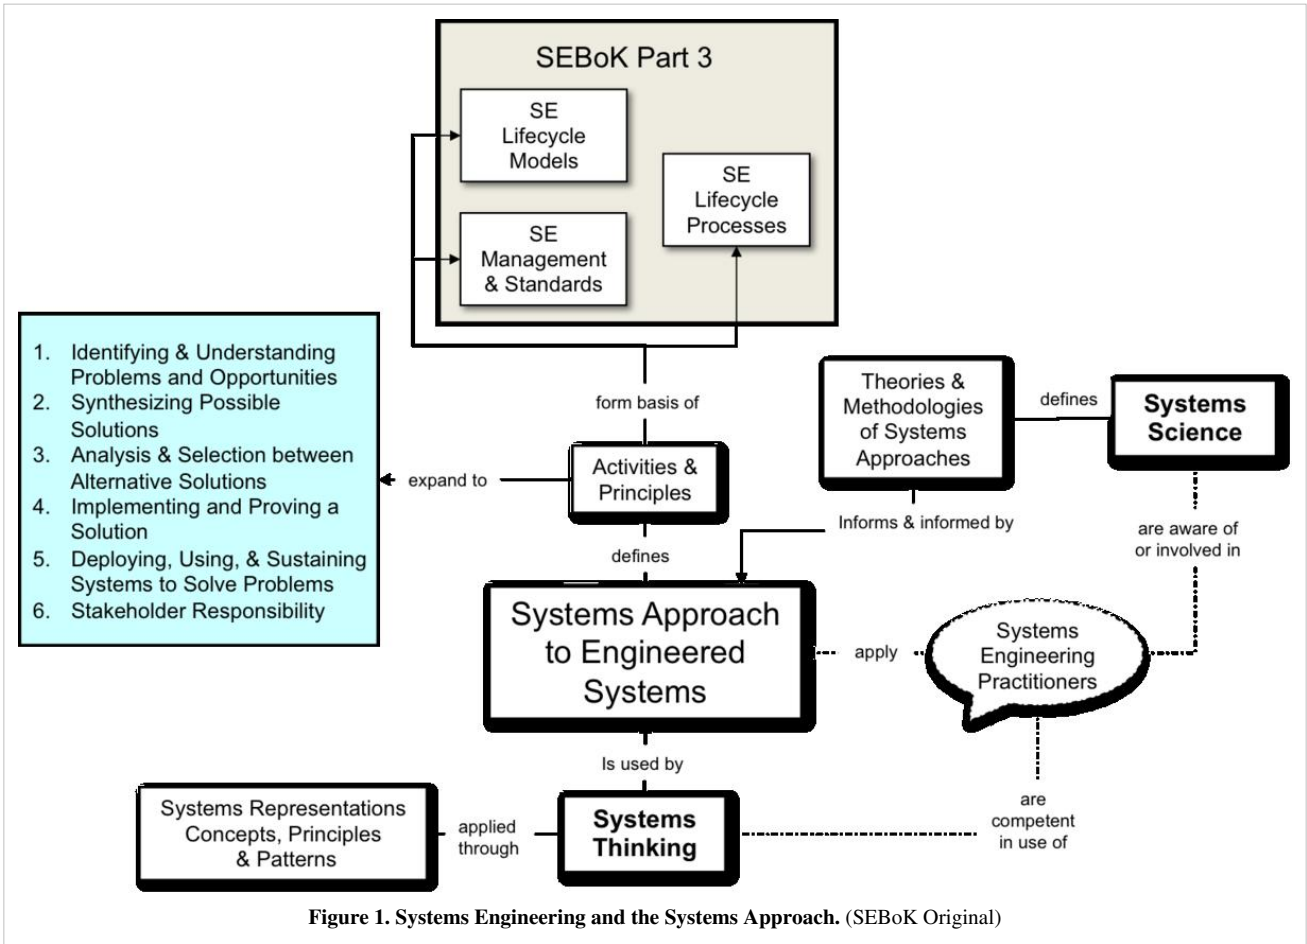 SEBoK Part 3
SE
Lifecycle
Models
SE
Lifecycle
Processes
SE
Management
& Standards
1. Identifying & Understanding
Problems and Opportunities
2. Synthesizing Possible
Solutions
3. Analysis & Selection between
Alternative Solutions
4. Implementing and Proving a
Solution
5. Deploying, Using, & Sustaining
Systems to Solve Problems
6. Stakeholder Responsibility
form basis of
expand to
Activities &
Principles
defines
Theories &
Methodologies
of Systems
Approaches
defines
Systems
Science
Informs & informed by
are aware of
or involved in
Systems Approach
to Engineered
Systems
apply
Systems
Engineering
Practitioners
Is used by
are
competent
in use of
Systems Representations
Concepts, Principles
& Patterns
applied
through
Systems
Thinking
Figure 1. Systems Engineering and the Systems Approach. (SEBoK Original)